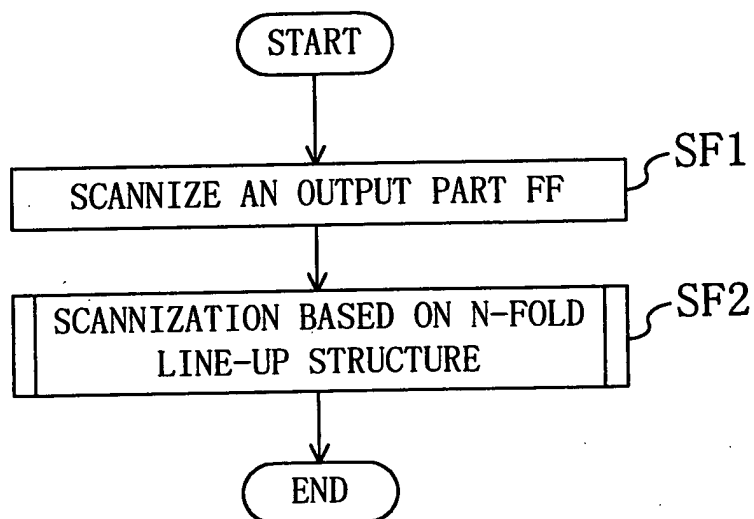 START
SCANNIZE AN OUTPUT PART FF
SF1
SCANNIZATION BASED ON N-FOLD
LINE-UP STRUCTURE
SF2
END